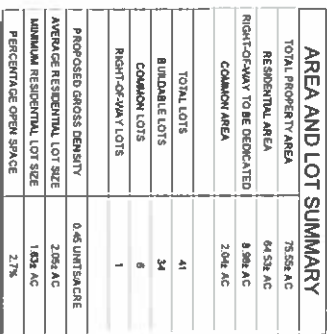 AREA AND LOT SUMMARY
TOTAL PROPERTY AREA 75.55± AC
RESIDENTIAL AREA 64.53± AC
RIGHT-OF-WAY TO BE DEDICATED 8.98± AC
COMMON AREA 2.04± AC
TOTAL LOTS 41
BUILDABLE LOTS 34
COMMON LOTS 6
RIGHT-OF-WAY LOTS 1
PROPOSED GROSS DENSITY 0.45 UNITS/ACRE
AVERAGE RESIDENTIAL LOT SIZE 2.05± AC
MINIMUM RESIDENTIAL LOT SIZE 1.63± AC
PERCENTAGE OPEN SPACE 2.7%